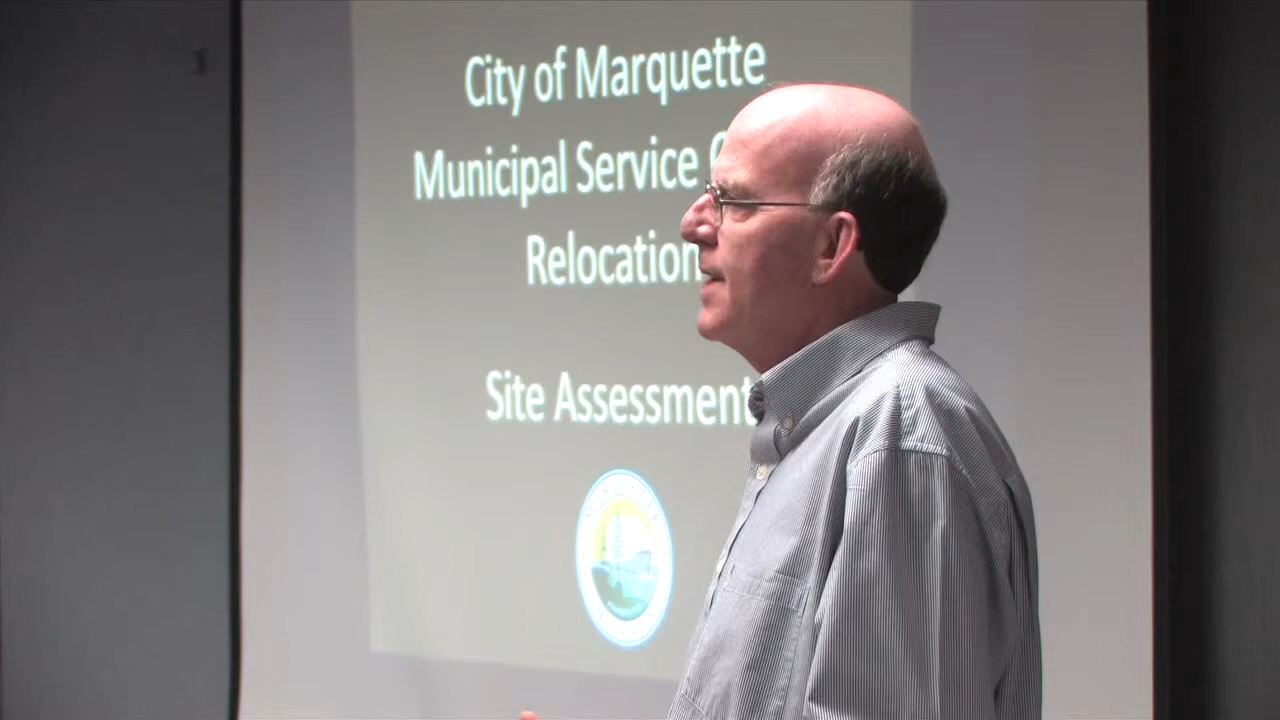 City of Marquette
Municipal Service
Relocation
Site Assessment